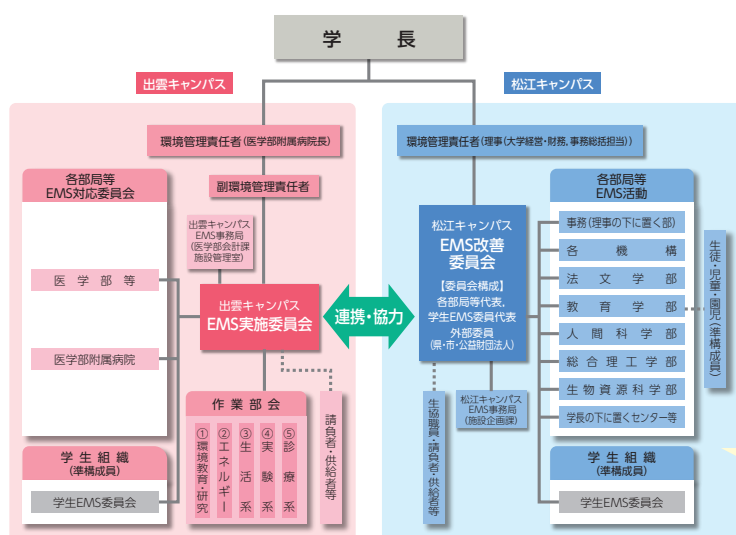 学長
出雲キャンパス
松江キャンパス
環境管理責任者(医学部附属病院長)
副環境管理責任者
各部局等
EMS対応委員会
医学部等
医学部附属病院
学生組織
(準構成員)
学生EMS委員会
出雲キャンパス
EMS事務局
(医学部会計課
施設管理室)
出雲キャンパス
EMS実施委員会
作業部会
①環境教育・研究
②エネルギー
③生活系
④実験系
⑤診療系
請負者・供給者等
連携・協力
環境管理責任者(理事(大学経営・財務、事務総括担当))
松江キャンパス
EMS改善
委員会
【委員会構成】
各部局等代表、
学生EMS委員代表
外部委員
(県・市・公益財団法人)
松江キャンパス
EMS事務局
(施設企画課)
生協職員・請負者・供給者等
各部局等
EMS活動
事務(理事の下に置く部)
各機構
法文学部
教育学部
人間科学部
総合理工学部
生物資源科学部
学長の下に置くセンター等
生徒・児童・園児(準構成員)
学生組織
(準構成員)
学生EMS委員会